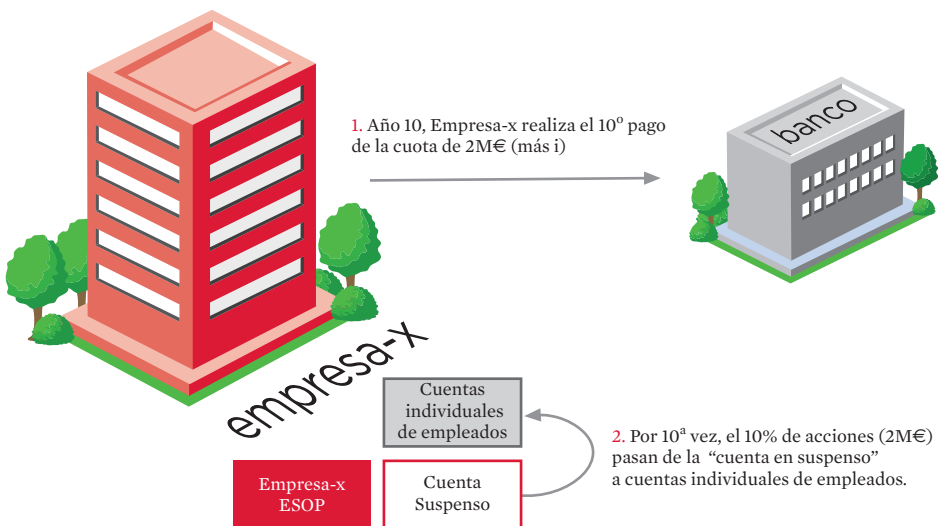 banco
1. Año 10, Empresa-x realiza el 10º pago
de la cuota de 2M€ (más i)
empresa-x
Cuentas
individuales
de empleados
2. Por 10ª vez, el 10% de acciones (2M€)
pasan de la “cuenta en suspenso”
a cuentas individuales de empleados.
Empresa-x
ESOP
Cuenta
Suspenso